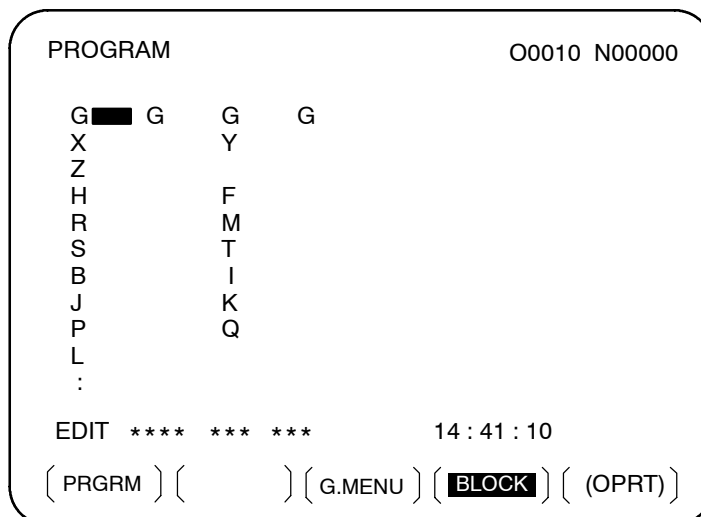 PROGRAM O0010 N00000
G G G G
X Y
Z
H F
R M
S T
B I
J K
P Q
L
:
EDIT **** *** *** 14 : 41 : 10
[ PRGRM ] [ ] [ G.MENU ] [ BLOCK ] [ (OPRT) ]